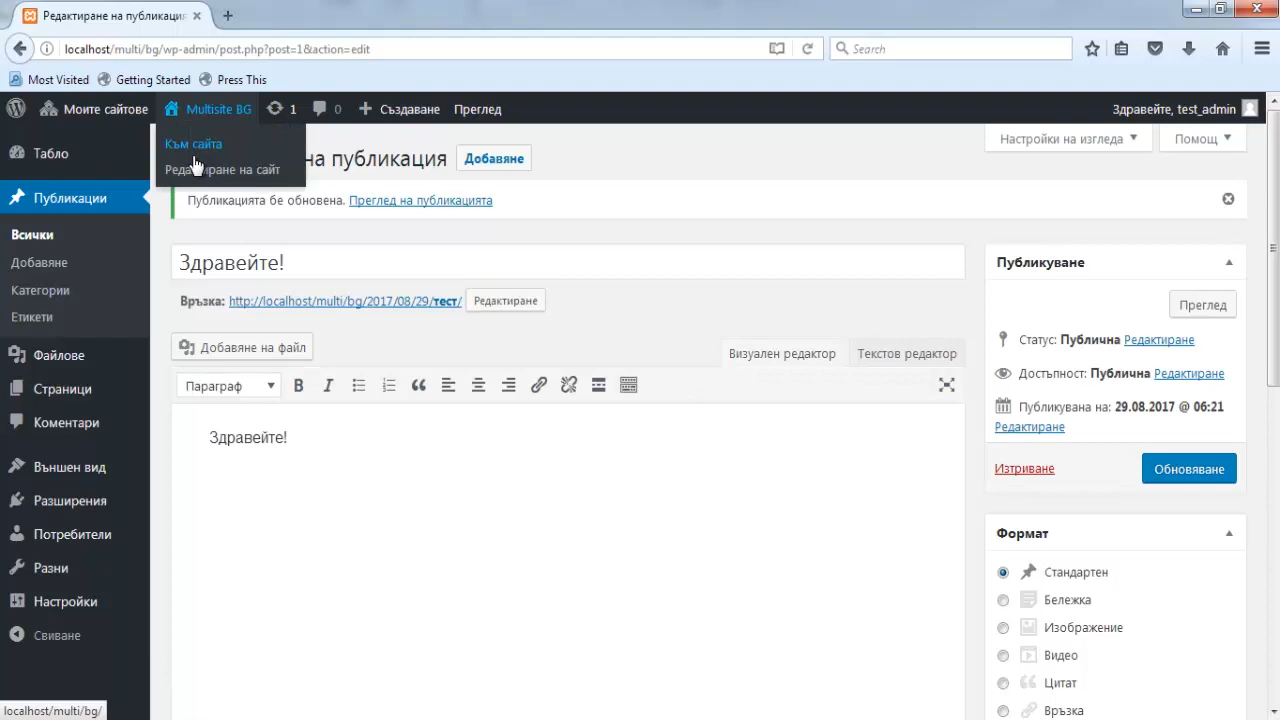 Редактиране на публикация
localhost/multi/bg/wp-admin/post.php?post=1&action=edit
Search
Most Visited
Getting Started
Press This
Моите сайтове
Multisite BG
1
0
Създаване
Преглед
Здравейте, test_admin
Към сайта
Редактиране на сайт
на публикация
Добавяне
Настройки на изгледа
Помощ
Табло
Публикации
Всички
Добавяне
Категории
Етикети
Файлове
Страници
Коментари
Външен вид
Разширения
Потребители
Разни
Настройки
Свиване
Публикацията бе обновена. Преглед на публикацията
Здравейте!
Връзка: http://localhost/multi/bg/2017/08/29/тест/
Редактиране
Добавяне на файл
Визуален редактор
Текстов редактор
Параграф
B
I
Здравейте!
Публикуване
Преглед
Статус: Публична Редактиране
Достъпност: Публична Редактиране
Публикувана на: 29.08.2017 @ 06:21
Редактиране
Изтриване
Обновяване
Формат
Стандартен
Бележка
Изображение
Видео
Цитат
Връзка
localhost/multi/bg/